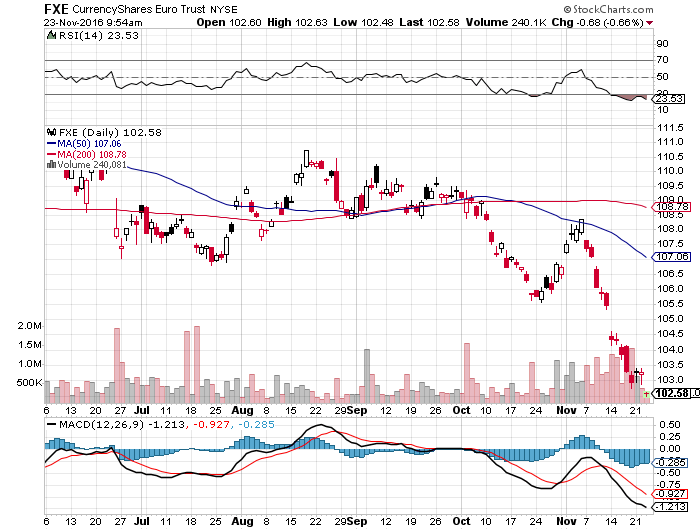 FXE CurrencyShares Euro Trust NYSE © StockCharts.com
23-Nov-2016 9:54am Open 102.60 High 102.63 Low 102.48 Last 102.58 Volume 240.1K Chg -0.68 (-0.66%)
RSI(14) 23.53
90
70
50
30
23.53
10
FXE (Daily) 102.58
MA(50) 107.06
MA(200) 108.78
Volume 240,081
111.5
111.0
110.5
110.0
109.5
109.0
108.78
108.5
108.0
107.5
107.06
106.5
106.0
105.5
105.0
104.5
104.0
103.5
103.0
102.58
2.0M
1.5M
1.0M
500K
6 13 20 27 Jul 11 18 25 Aug 8 15 22 29 Sep 12 19 26 Oct 10 17 24 Nov 7 14 21
MACD(12,26,9) -1.213, -0.927, -0.285
0.50
0.25
0.00
-0.285
-0.50
-0.75
-0.927
-1.213
6 13 20 27 Jul 11 18 25 Aug 8 15 22 29 Sep 12 19 26 Oct 10 17 24 Nov 7 14 21